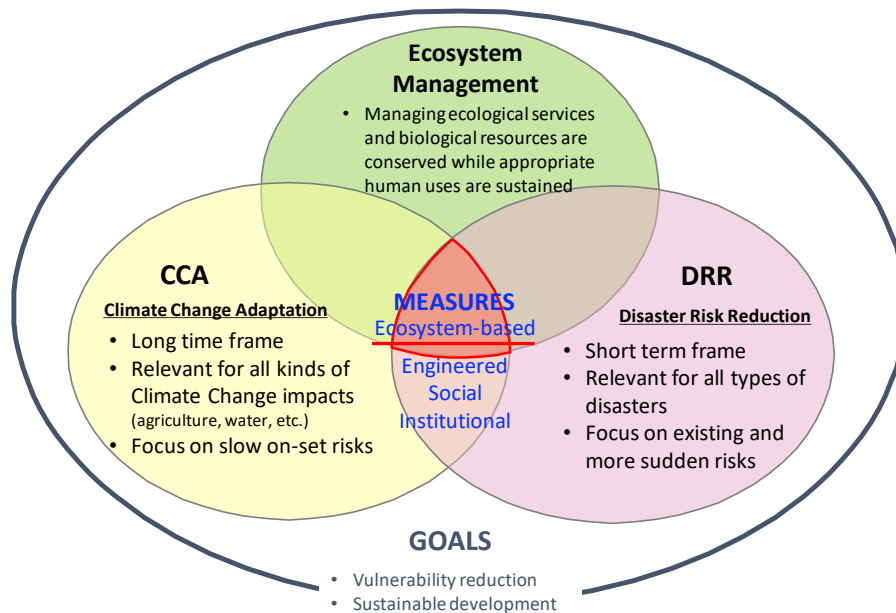 Ecosystem
Management
• Managing ecological services
and biological resources are
conserved while appropriate
human uses are sustained
CCA
Climate Change Adaptation
• Long time frame
• Relevant for all kinds of
Climate Change impacts
(agriculture, water, etc.)
• Focus on slow on-set risks
MEASURES
Ecosystem-based
Engineered
Social
Institutional
DRR
Disaster Risk Reduction
• Short term frame
• Relevant for all types of
disasters
• Focus on existing and
more sudden risks
GOALS
• Vulnerability reduction
• Sustainable development